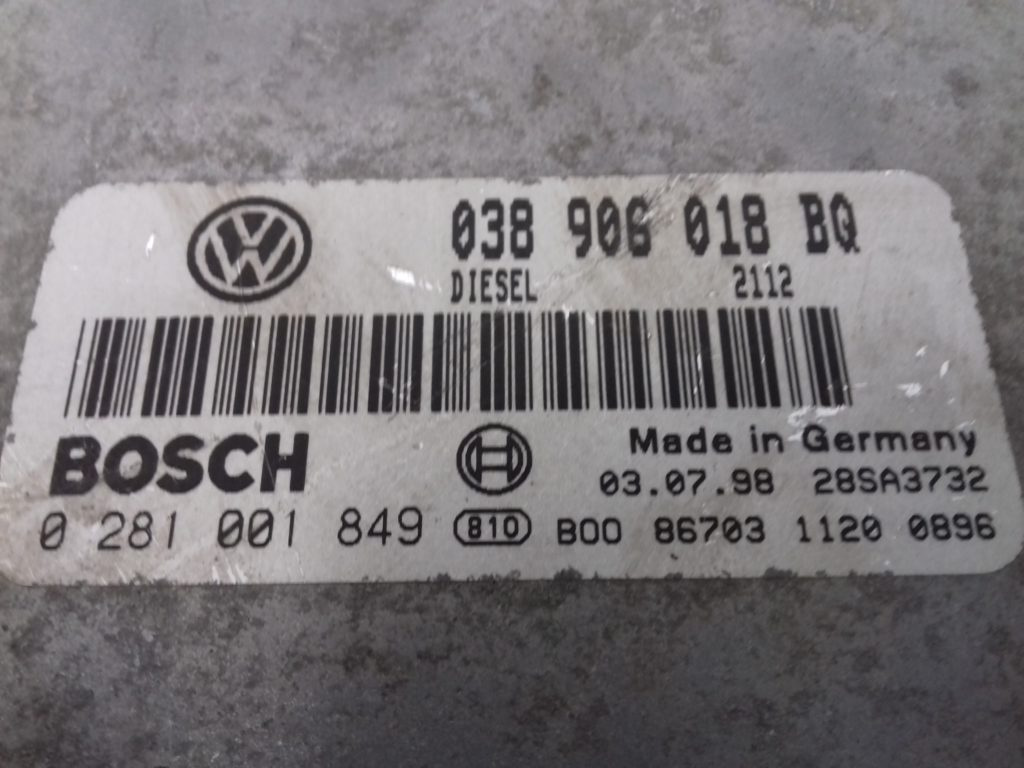 038 906 018 BQ
DIESEL 2112
BOSCH
Made in Germany
03.07.98 28SA3732
0 281 001 849 810 B00 86703 1120 0896